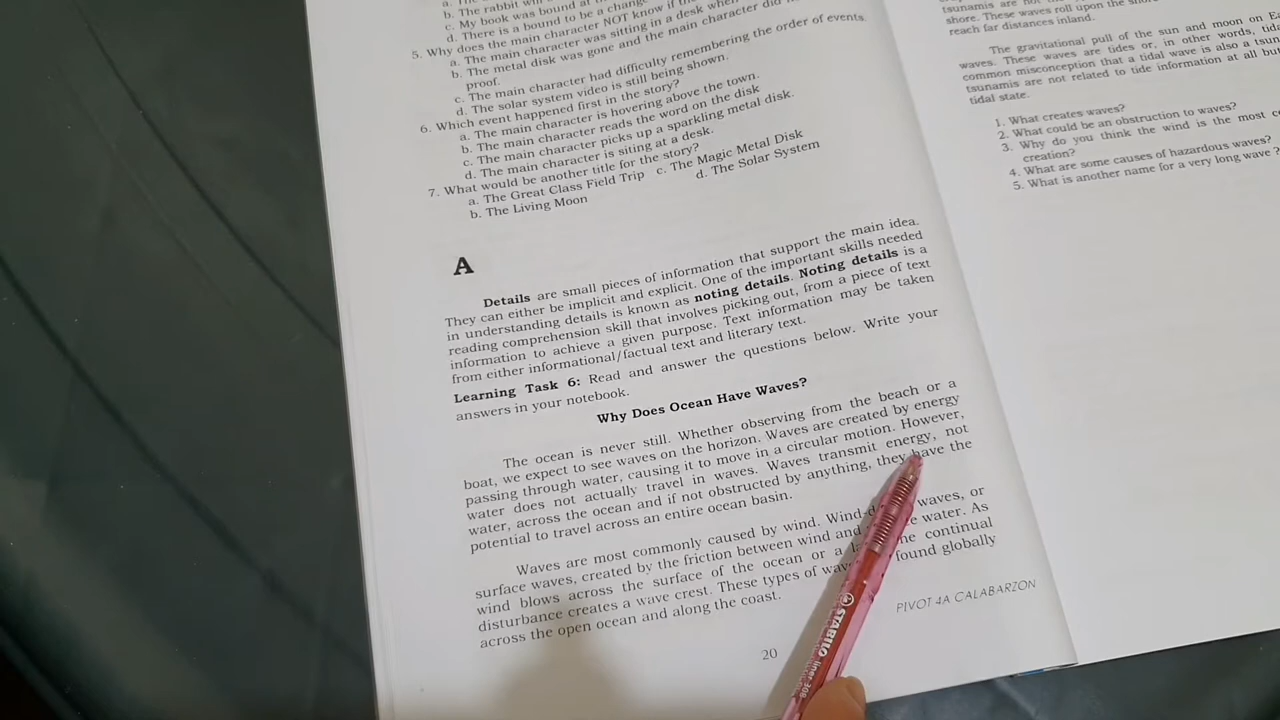 b. The rabbit
c. My book was bound at
d. There is a bound to be a change
5. Why does the main character NOT know if the
a. The main character was sitting in a desk when
b. The metal disk was gone and the main character did
proof.
c. The main character had difficulty remembering the order of events.
d. The solar system video is still being shown.
6. Which event happened first in the story?
a. The main character is hovering above the town.
b. The main character reads the word on the disk
c. The main character picks up a sparkling metal disk.
d. The main character is siting at a desk.
7. What would be another title for the story?
a. The Great Class Field Trip c. The Magic Metal Disk
b. The Living Moon d. The Solar System
A
Details are small pieces of information that support the main idea.
They can either be implicit and explicit. One of the important skills needed
in understanding details is known as noting details. Noting details is a
reading comprehension skill that involves picking out, from a piece of text
information to achieve a given purpose. Text information may be taken
from either informational/factual text and literary text.
Learning Task 6: Read and answer the questions below. Write your
answers in your notebook.
Why Does Ocean Have Waves?
The ocean is never still. Whether observing from the beach or a
boat, we expect to see waves on the horizon. Waves are created by energy
passing through water, causing it to move in a circular motion. However,
water does not actually travel in waves. Waves transmit energy, not
water, across the ocean and if not obstructed by anything, they have the
potential to travel across an entire ocean basin.
Waves are most commonly caused by wind. Wind-d waves, or
surface waves, created by the friction between wind and water. As
wind blows across the surface of the ocean or a continual
disturbance creates a wave crest. These types of found globally
across the open ocean and along the coast.
20
PIVOT 4A CALABARZON
tsunamis are
shore. These waves roll upon the
reach far distances inland.
The gravitational pull of the sun and moon on
waves. These waves are tides or, in other words,
common misconception that a tidal wave is also a
tsunamis are not related to tide information at all
tidal state.
1. What creates waves?
2. What could be an obstruction to waves?
3. Why do you think the wind is the most
creation?
4. What are some causes of hazardous waves?
5. What is another name for a very long wave ?
STABILO liner 308